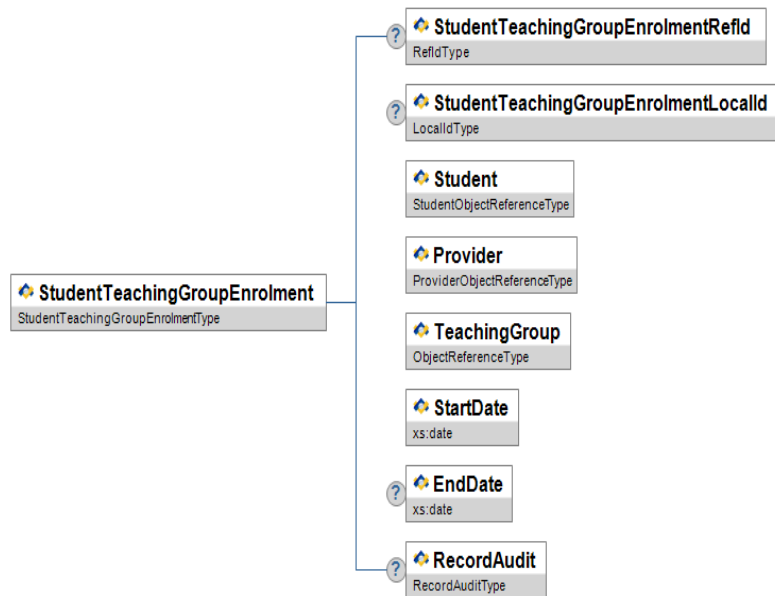 ? StudentTeachingGroupEnrolmentRefId
RefIdType
? StudentTeachingGroupEnrolmentLocalId
LocalIdType
Student
StudentObjectReferenceType
Provider
ProviderObjectReferenceType
StudentTeachingGroupEnrolment
StudentTeachingGroupEnrolmentType
TeachingGroup
ObjectReferenceType
StartDate
xs:date
? EndDate
xs:date
? RecordAudit
RecordAuditType